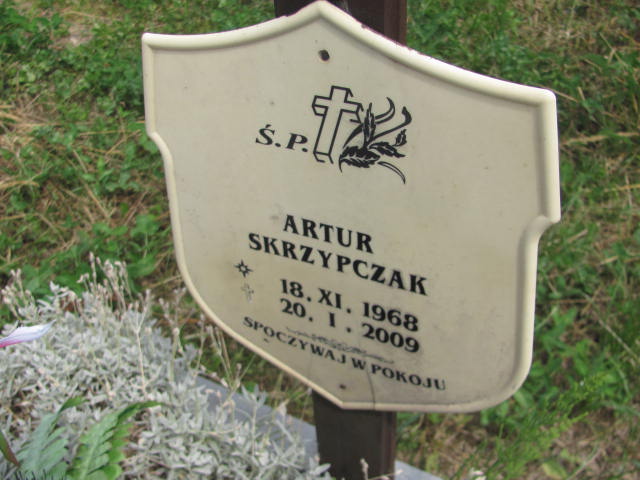 Ś.P.
ARTUR
SKRZYPCZAK
18. XI. 1968
20. I. 2009
SPOCZYWAJ W POKOJU